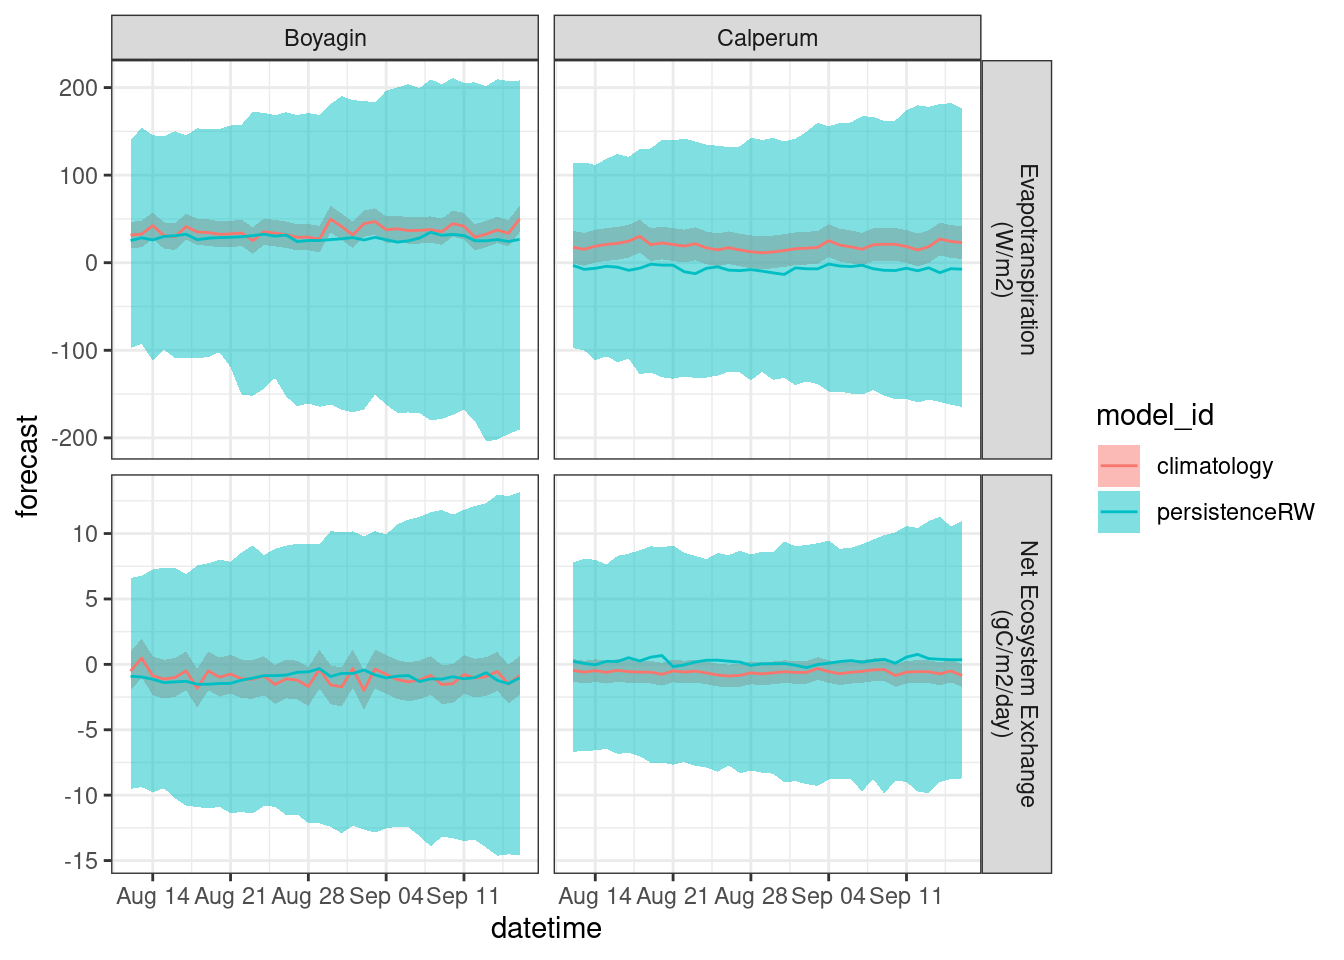 Boyagin
Calperum
200
100
0
-100
-200
Evapotranspiration
(W/m2)
10
5
0
-5
-10
-15
Net Ecosystem Exchange
(gC/m2/day)
forecast
Aug 14 Aug 21 Aug 28 Sep 04 Sep 11
Aug 14 Aug 21 Aug 28 Sep 04 Sep 11
datetime
model_id
climatology
persistenceRW